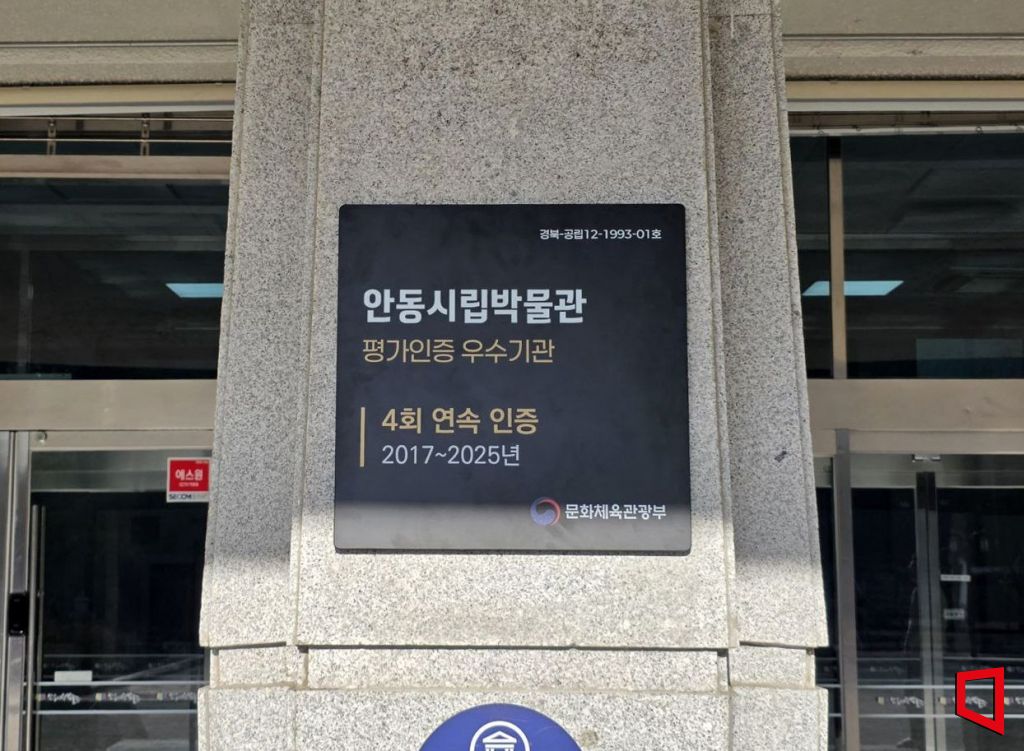 경북-공립12-1993-01호
안동시립박물관
평가인증 우수기관
4회 연속 인증
2017~2025년
문화체육관광부
에스원
SECOM